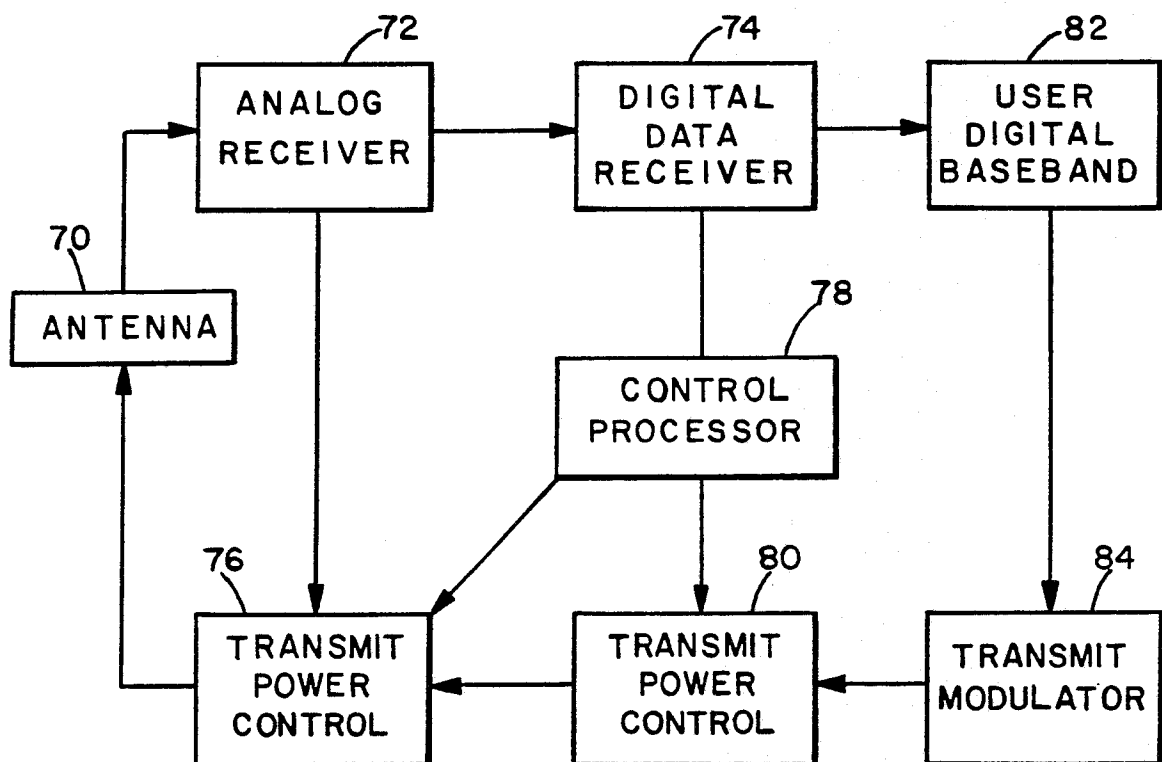 72
74
82
ANALOG
RECEIVER
DIGITAL
DATA
RECEIVER
USER
DIGITAL
BASEBAND
70
ANTENNA
78
CONTROL
PROCESSOR
76
80
84
TRANSMIT
POWER
CONTROL
TRANSMIT
POWER
CONTROL
TRANSMIT
MODULATOR